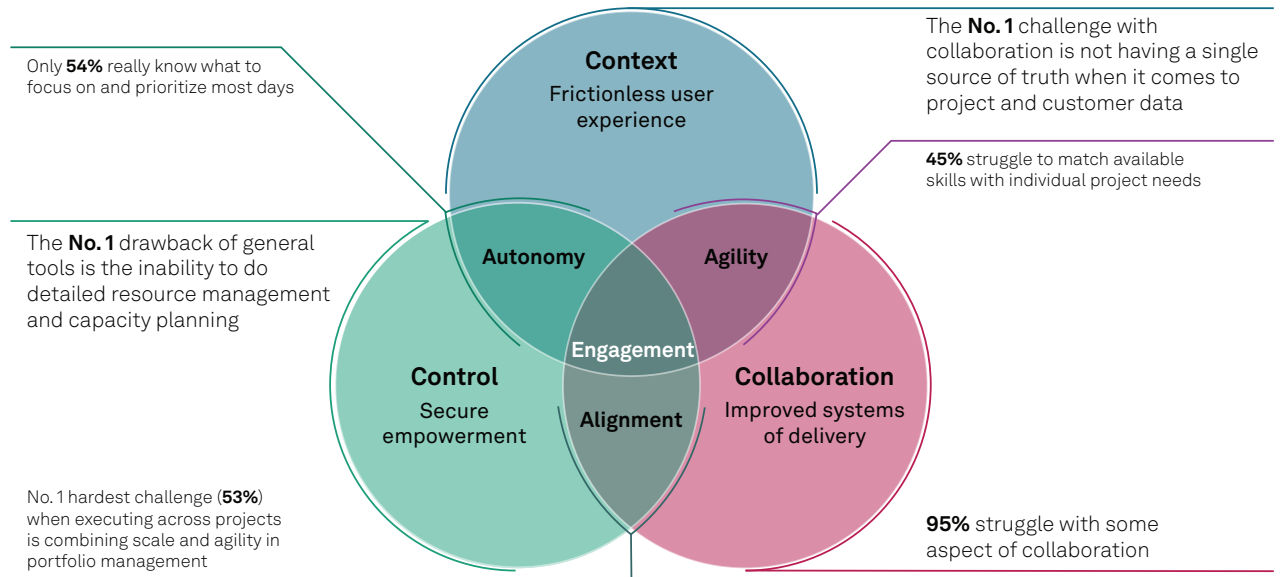 Only 54% really know what to
focus on and prioritize most days
The No. 1 drawback of general
tools is the inability to do
detailed resource management
and capacity planning
No. 1 hardest challenge (53%)
when executing across projects
is combining scale and agility in
portfolio management
Context
Frictionless user
experience
Autonomy
Agility
Engagement
Control
Secure
empowerment
Alignment
Collaboration
Improved systems
of delivery
The No. 1 challenge with
collaboration is not having a single
source of truth when it comes to
project and customer data
45% struggle to match available
skills with individual project needs
95% struggle with some
aspect of collaboration